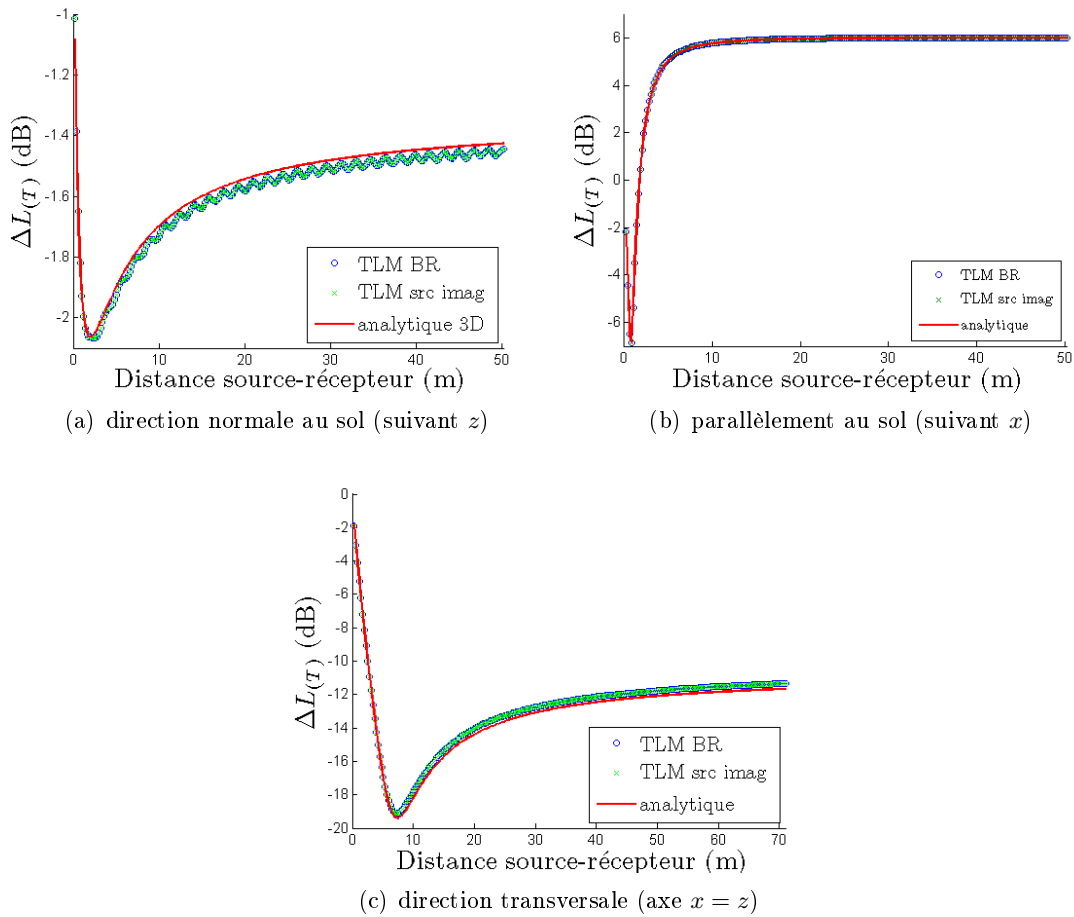 -1
-1.2
-1.4
-1.6
-1.8
-2
0
10
20
30
40
50
ΔL(T) (dB)
Distance source-récepteur (m)
TLM BR
TLM src imag
analytique 3D
(a) direction normale au sol (suivant z)
6
4
2
0
-2
-4
-6
0
10
20
30
40
50
ΔL(T) (dB)
Distance source-récepteur (m)
TLM BR
TLM src imag
analytique
(b) parallèlement au sol (suivant x)
0
-2
-4
-6
-8
-10
-12
-14
-16
-18
-20
0
10
20
30
40
50
60
70
ΔL(T) (dB)
Distance source-récepteur (m)
TLM BR
TLM src imag
analytique
(c) direction transversale (axe x = z)